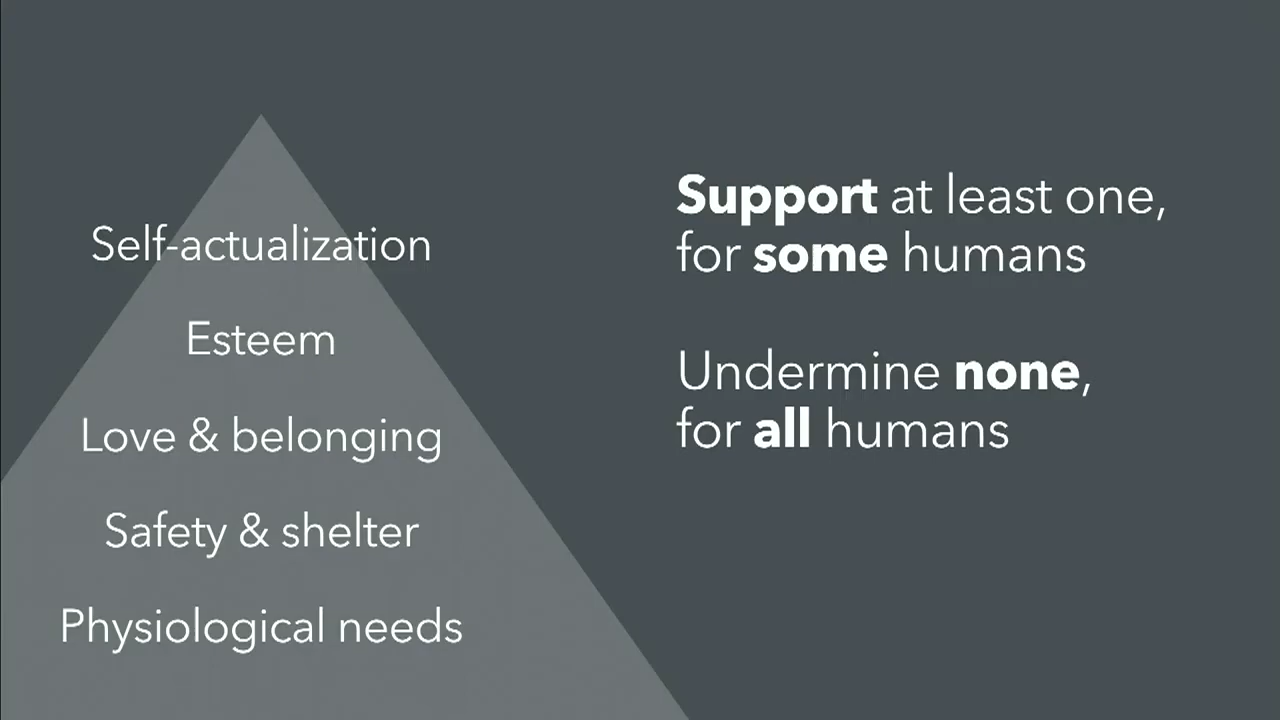 Self-actualization
Esteem
Love & belonging
Safety & shelter
Physiological needs
Support at least one,
for some humans
Undermine none,
for all humans